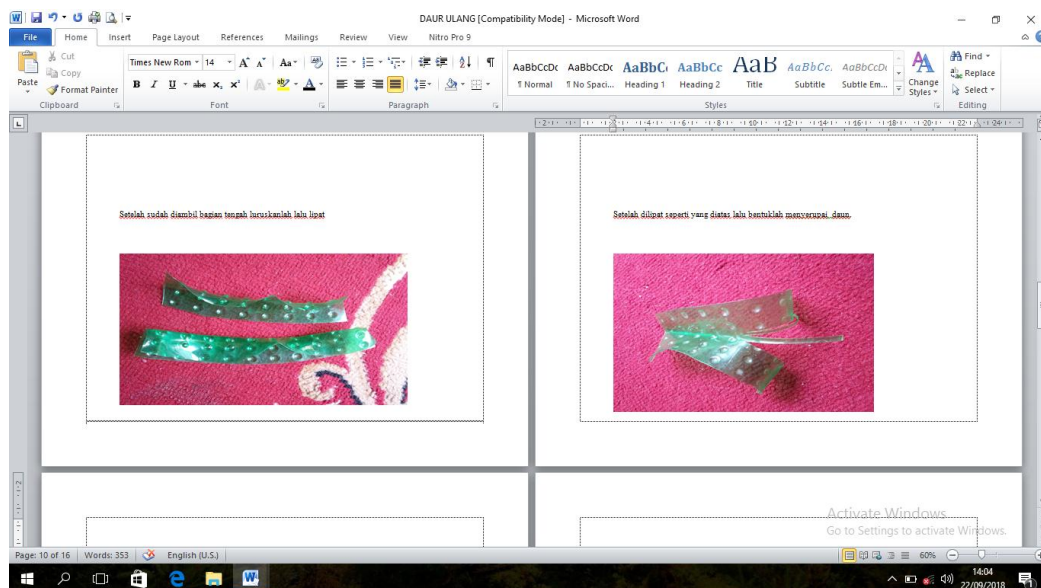 DAUR ULANG [Compatibility Mode] - Microsoft Word
File Home Insert Page Layout References Mailings Review View Nitro Pro 9
Paste
Cut
Copy
Format Painter
Clipboard
Times New Rom 14
Font
Paragraph
AaBbCcDc AaBbCcDc AaBbC AaBbCc AaB AaBbCc. AaBbCcDt
¶ Normal ¶ No Spaci... Heading 1 Heading 2 Title Subtitle Subtle Em...
Change Styles
Styles
Find
Replace
Select
Editing
Setelah sudah diambil bagian tengah luruskanlah lalu lipat
Setelah dilipat seperti yang diatas lalu bentuklah menyerupai daun.
Activate Windows
Go to Settings to activate Windows.
Page: 10 of 16 Words: 353 English (U.S.) 60%
14:04
22/09/2018